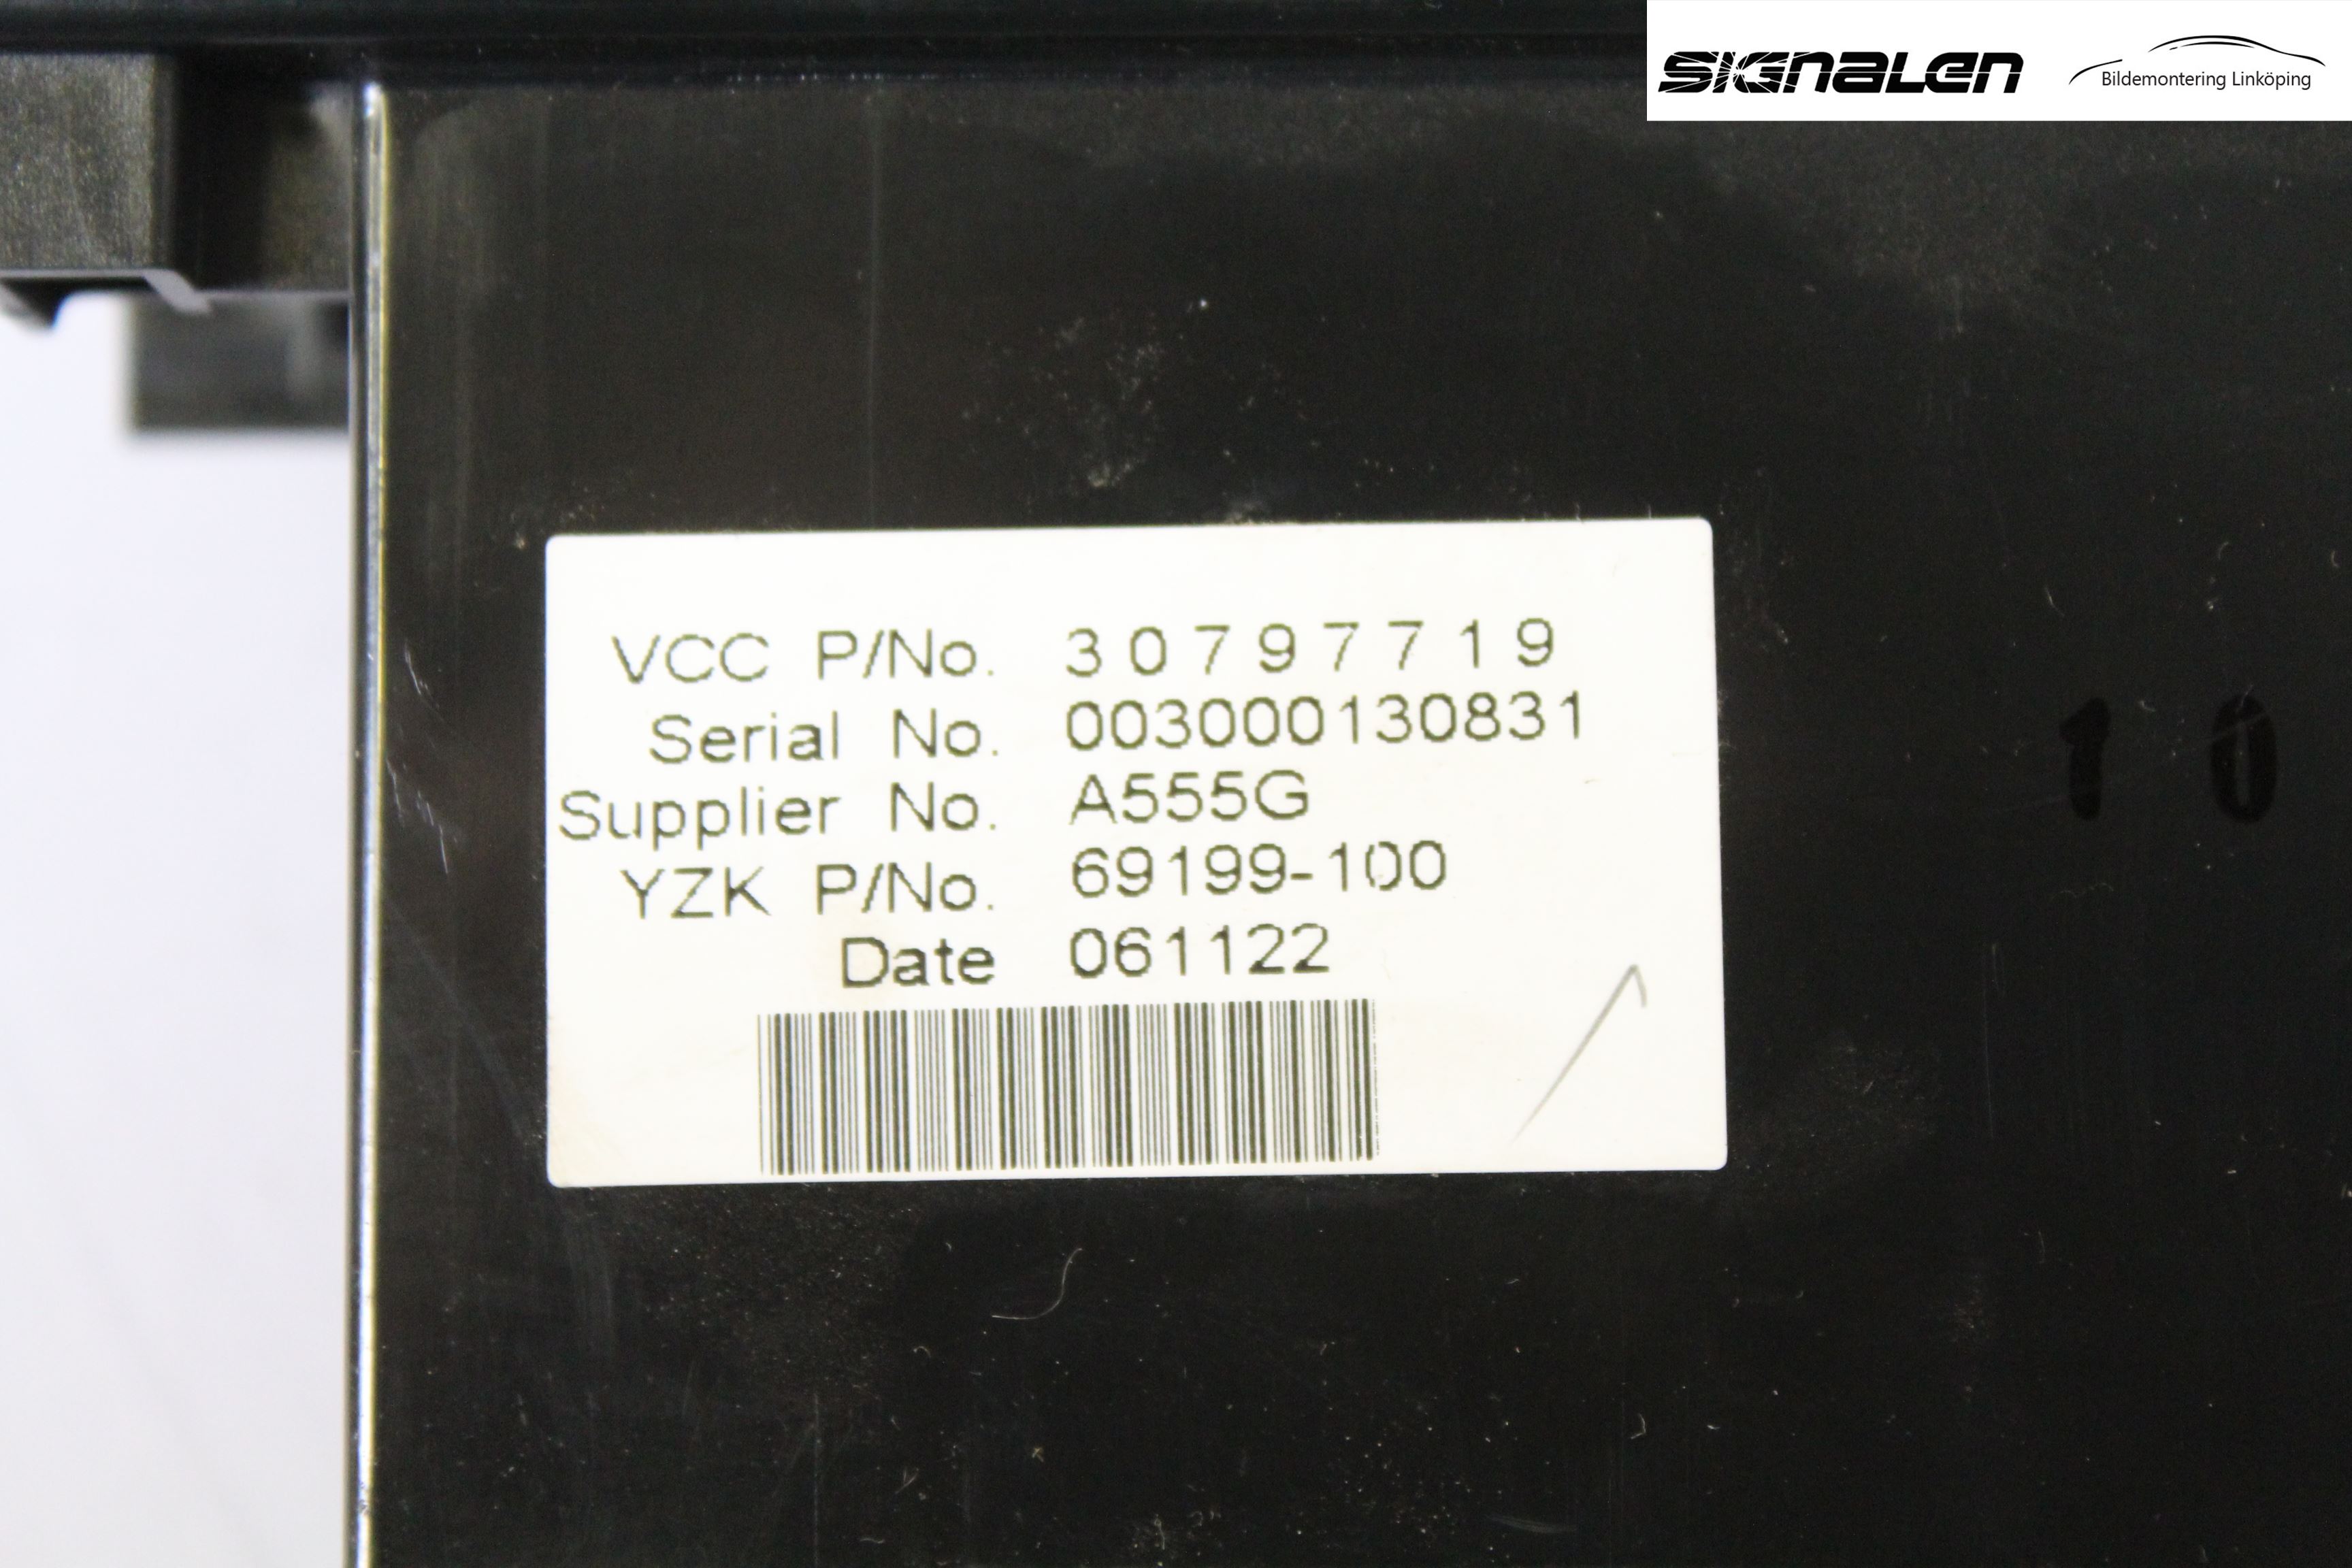 SIGNALEN
Bildemontering Linköping
VCC P/No. 30797719
Serial No. 003000130831
Supplier No. A555G
YZK P/No. 69199-100
Date 061122
10